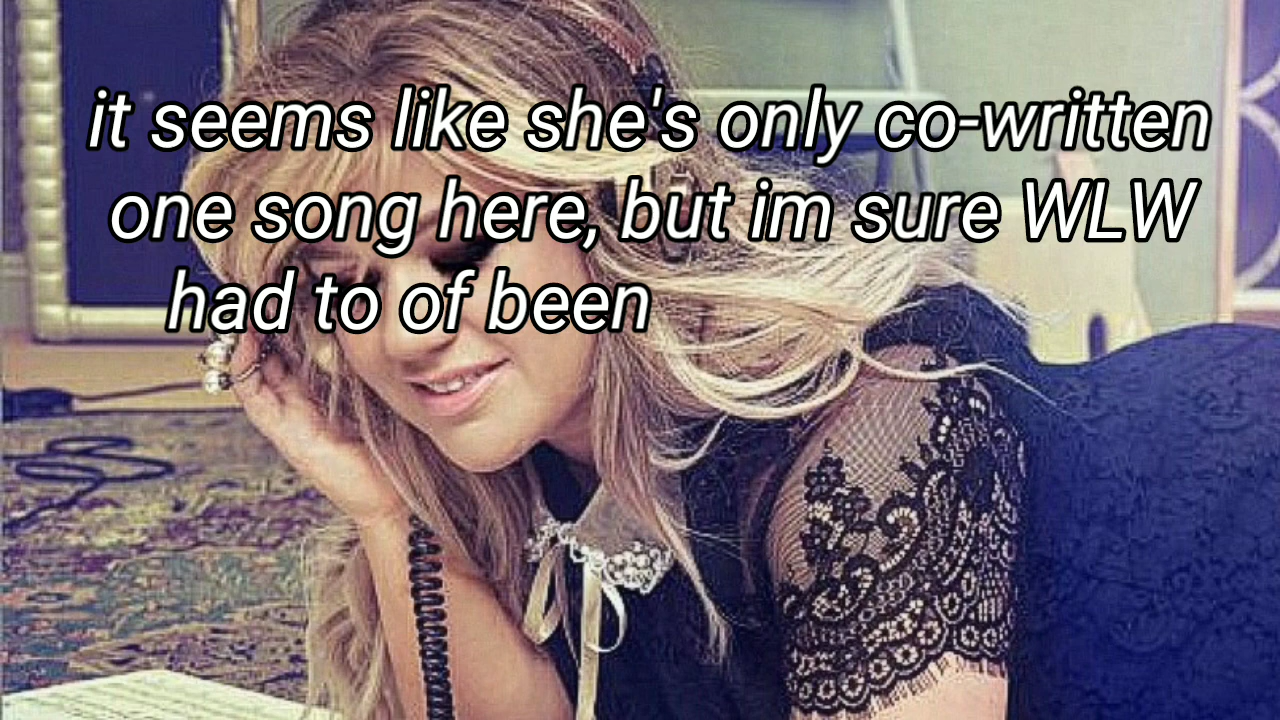 it seems like she's only co-written
one song here, but im sure WLW
had to of been